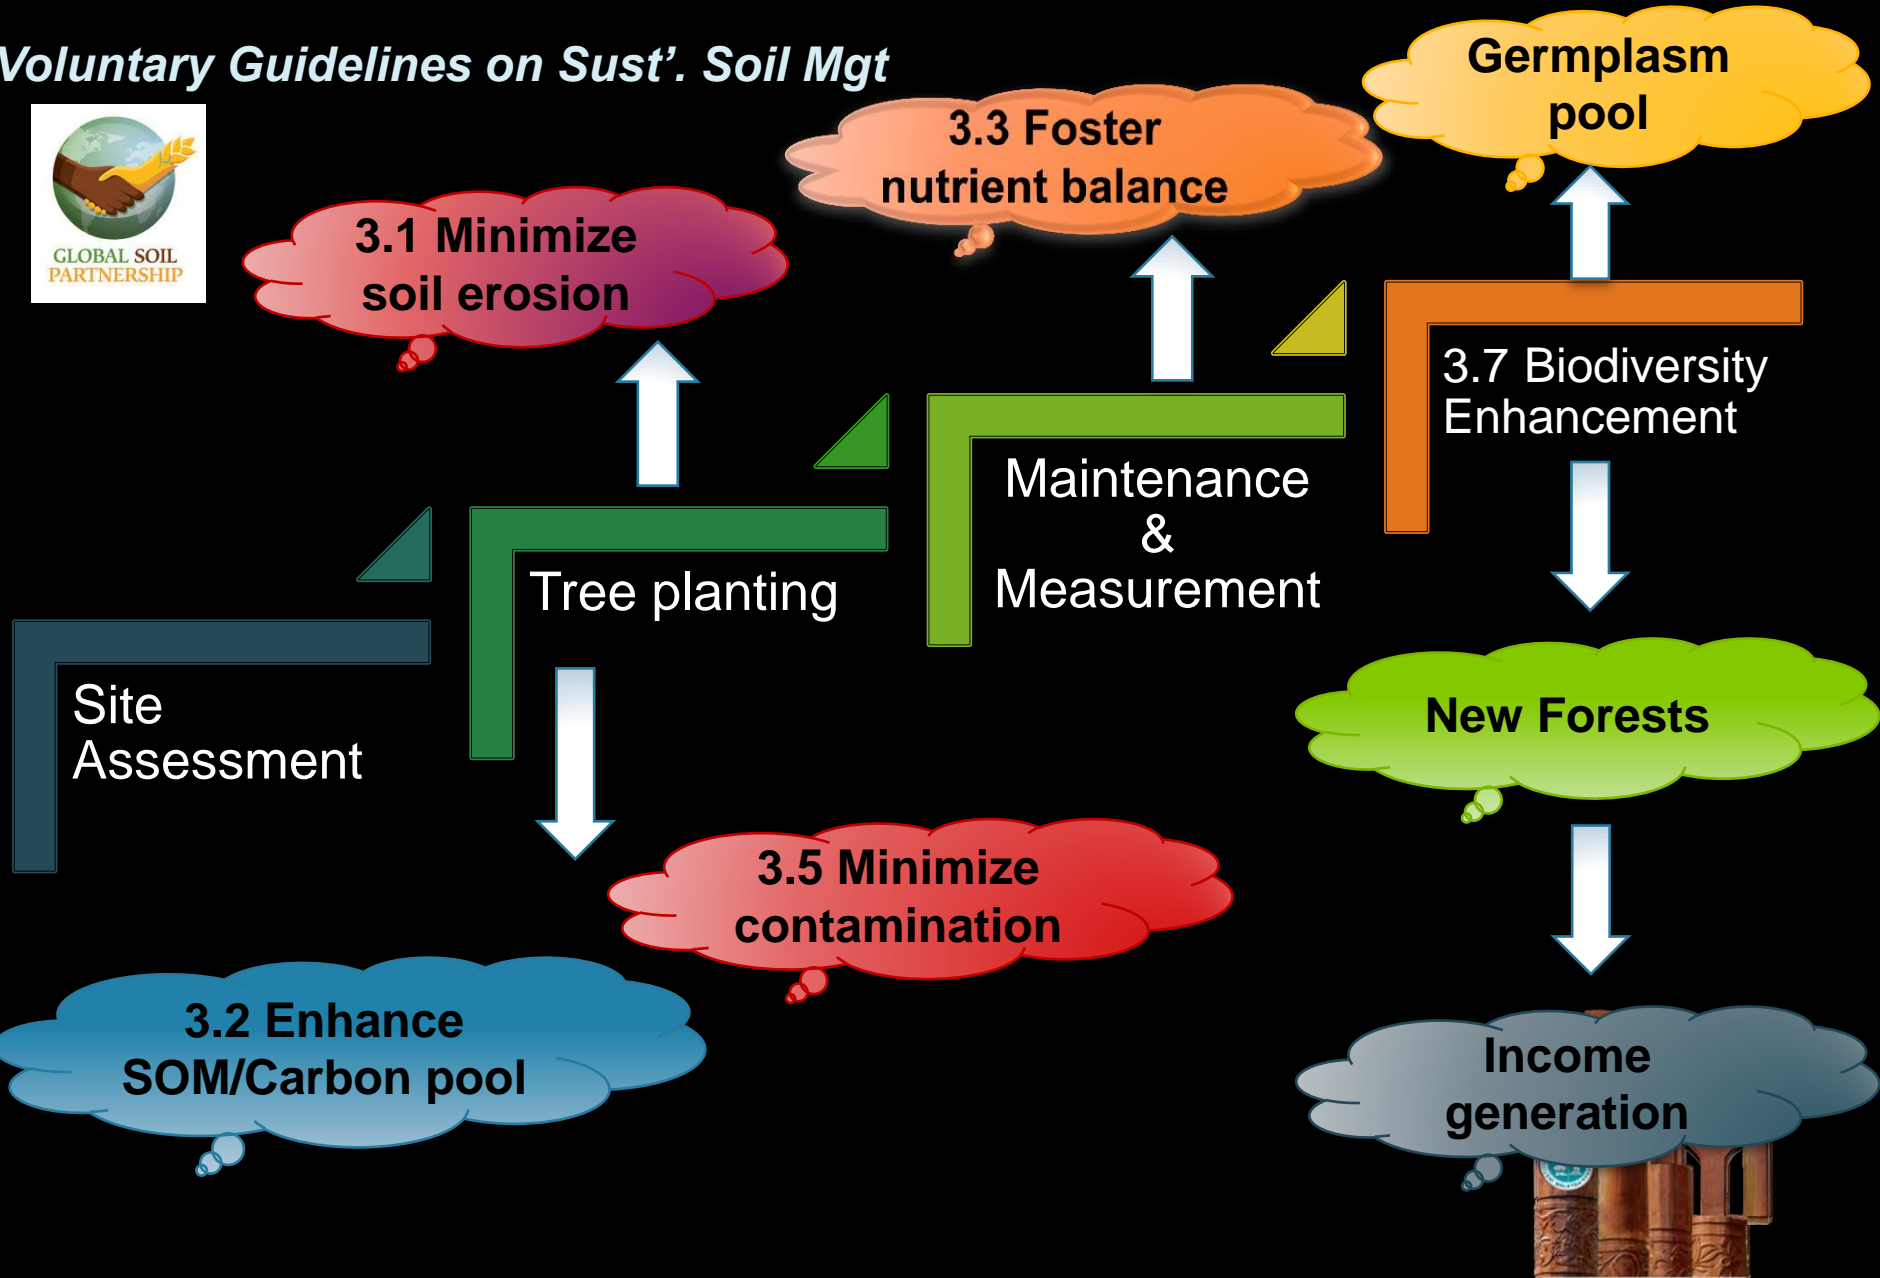 Voluntary Guidelines on Sust’. Soil Mgt
GLOBAL SOIL
PARTNERSHIP
3.1 Minimize
soil erosion
3.3 Foster
nutrient balance
Germplasm
pool
3.7 Biodiversity
Enhancement
Maintenance
&
Measurement
Tree planting
Site
Assessment
New Forests
3.5 Minimize
contamination
3.2 Enhance
SOM/Carbon pool
Income
generation